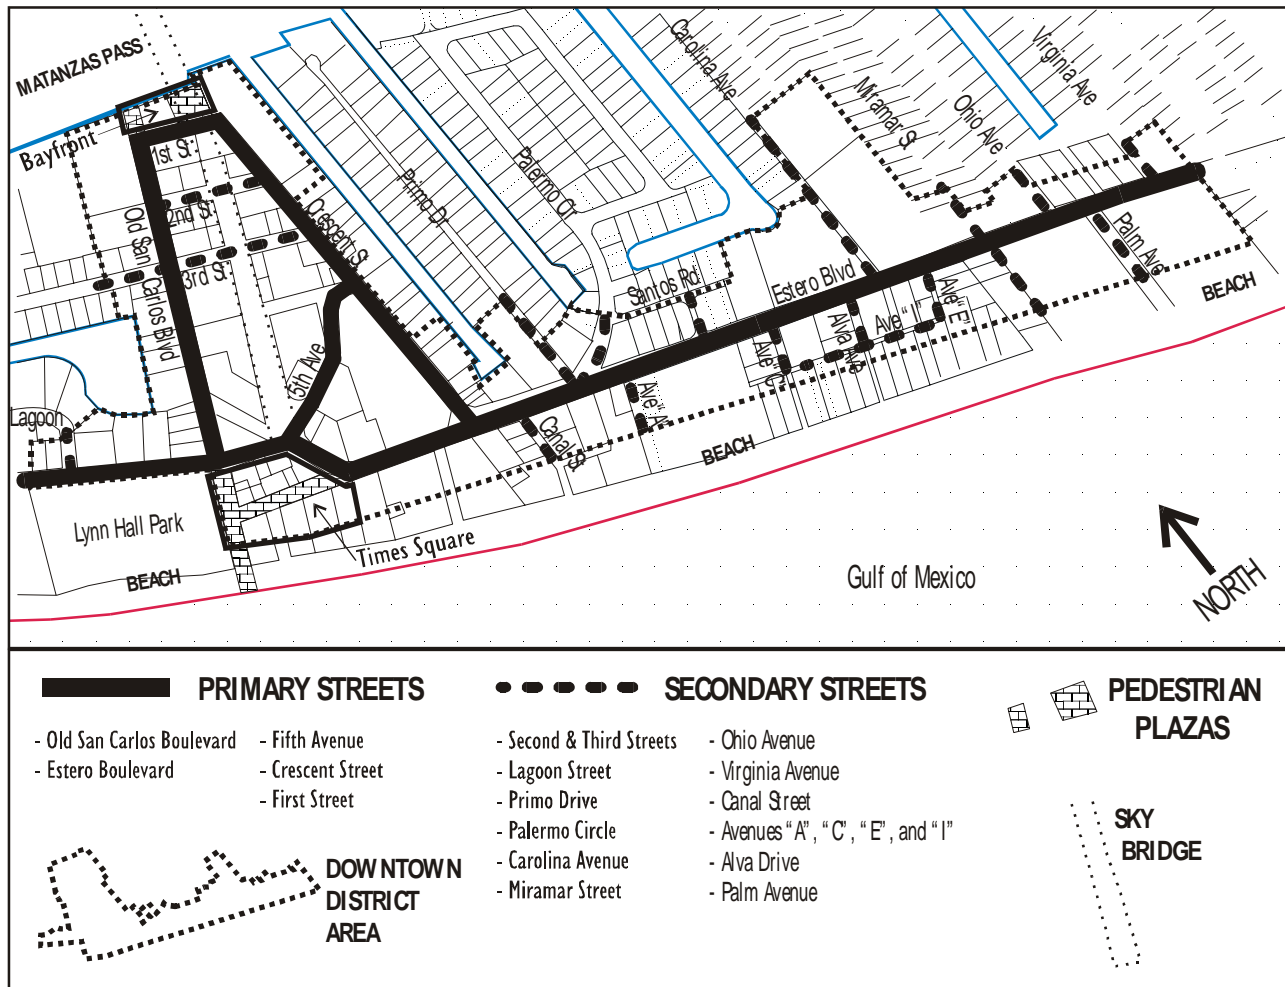 MATANZAS PASS
Bayfront
1st St.
2nd St.
3rd St.
Old San Carlos Blvd
Crescent St.
5th Ave
Primo Dr
Palermo Cr
Carolina Ave
Miramar St
Ohio Ave
Virginia Ave
Santos Rd.
Estero Blvd
Palm Ave
Alva Ave
Ave "I"
Ave "E"
Ave "C"
Ave "A"
Canal St
Lagoon
Lynn Hall Park
BEACH
BEACH
BEACH
Times Square
Gulf of Mexico
NORTH
PRIMARY STREETS
- Old San Carlos Boulevard
- Estero Boulevard
- Fifth Avenue
- Crescent Street
- First Street
SECONDARY STREETS
- Second & Third Streets
- Lagoon Street
- Primo Drive
- Palermo Circle
- Carolina Avenue
- Miramar Street
- Ohio Avenue
- Virginia Avenue
- Canal Street
- Avenues "A", "C", "E", and "I"
- Alva Drive
- Palm Avenue
PEDESTRIAN
PLAZAS
DOWNTOWN
DISTRICT
AREA
SKY
BRIDGE